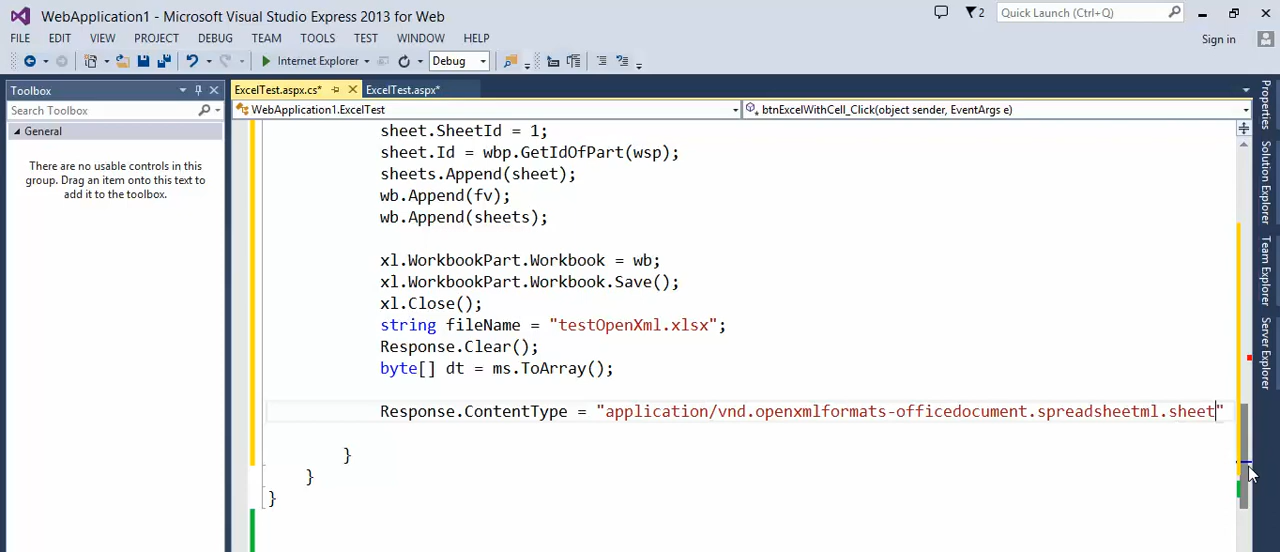 WebApplication1 - Microsoft Visual Studio Express 2013 for Web
2
Quick Launch (Ctrl+Q)
FILE EDIT VIEW PROJECT DEBUG TEAM TOOLS TEST WINDOW HELP
Sign in
Internet Explorer
Debug
Toolbox
ExcelTest.aspx.cs*
ExcelTest.aspx*
Search Toolbox
WebApplication1.ExcelTest
btnExcelWithCell_Click(object sender, EventArgs e)
General
There are no usable controls in this
group. Drag an item onto this text to
add it to the toolbox.
sheet.SheetId = 1;
sheet.Id = wbp.GetIdOfPart(wsp);
sheets.Append(sheet);
wb.Append(fv);
wb.Append(sheets);
xl.WorkbookPart.Workbook = wb;
xl.WorkbookPart.Workbook.Save();
xl.Close();
string fileName = "testOpenXml.xlsx";
Response.Clear();
byte[] dt = ms.ToArray();
Response.ContentType = "application/vnd.openxmlformats-officedocument.spreadsheetml.sheet"
}
}
}
Properties
Solution Explorer
Team Explorer
Server Explorer